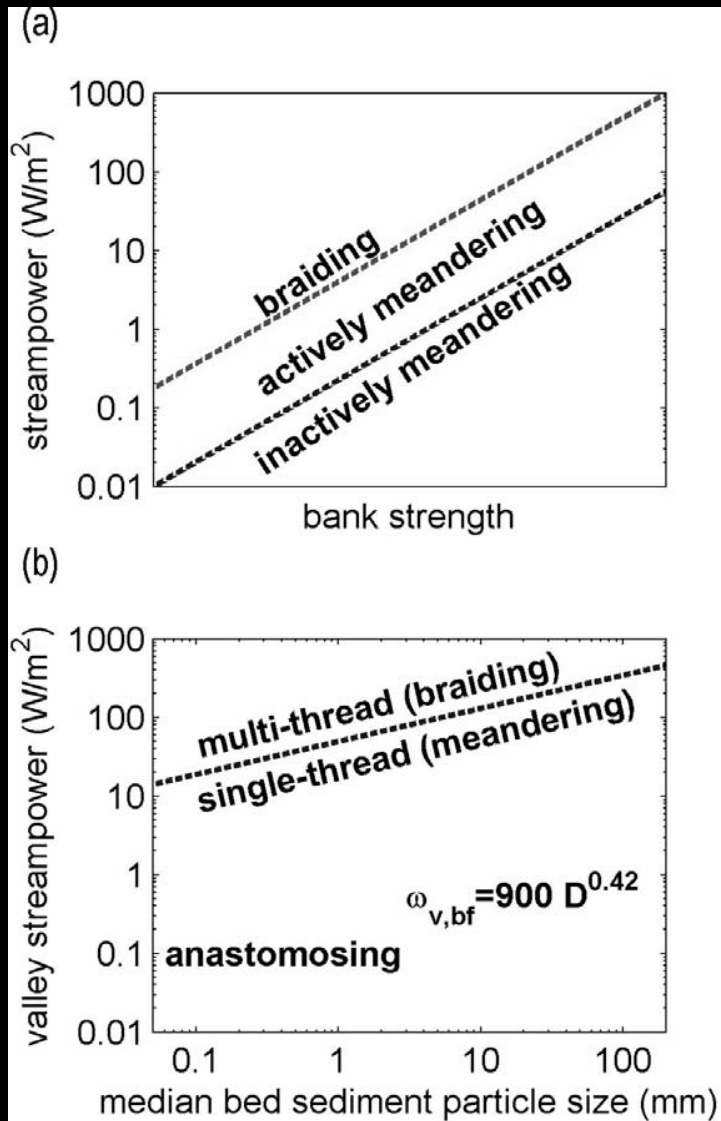 (a)
streampower (W/m²)
1000
100
10
1
0.1
0.01
braiding
actively meandering
inactively meandering
bank strength
(b)
valley streampower (W/m²)
1000
100
10
1
0.1
0.01
multi-thread (braiding)
single-thread (meandering)
ω_{v,bf}=900 D^{0.42}
anastomosing
0.1 1 10 100
median bed sediment particle size (mm)